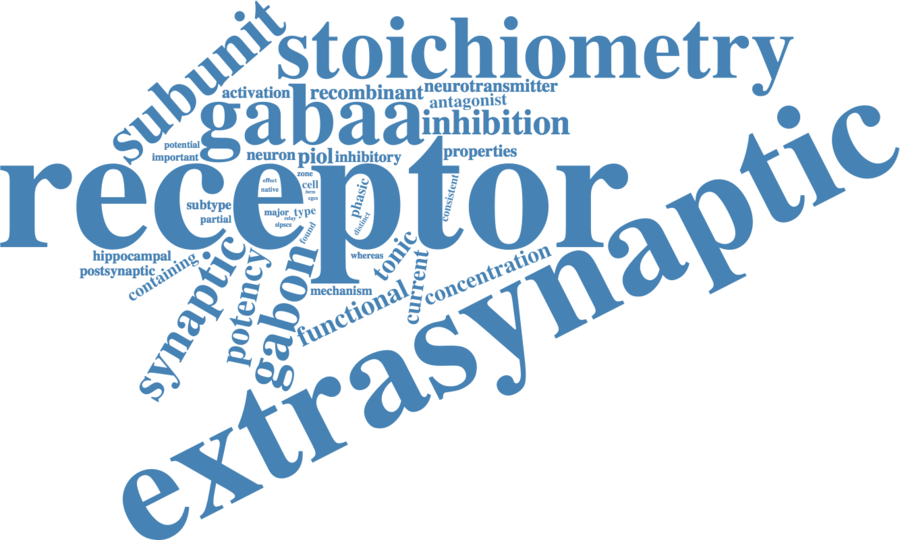 subunit
stoichiometry
activation
recombinant
neurotransmitter
antagonist
gabaa
inhibition
potential
important
neuron
piol
inhibitory
properties
receptor
zone
effect
native
cell
subtype
partial
major
type
relay
phasic
distinct
consistent
found
whereas
hippocampal
postsynaptic
containing
synaptic
potency
gabon
mechanism
tonic
current
functional
concentration
extrasynaptic